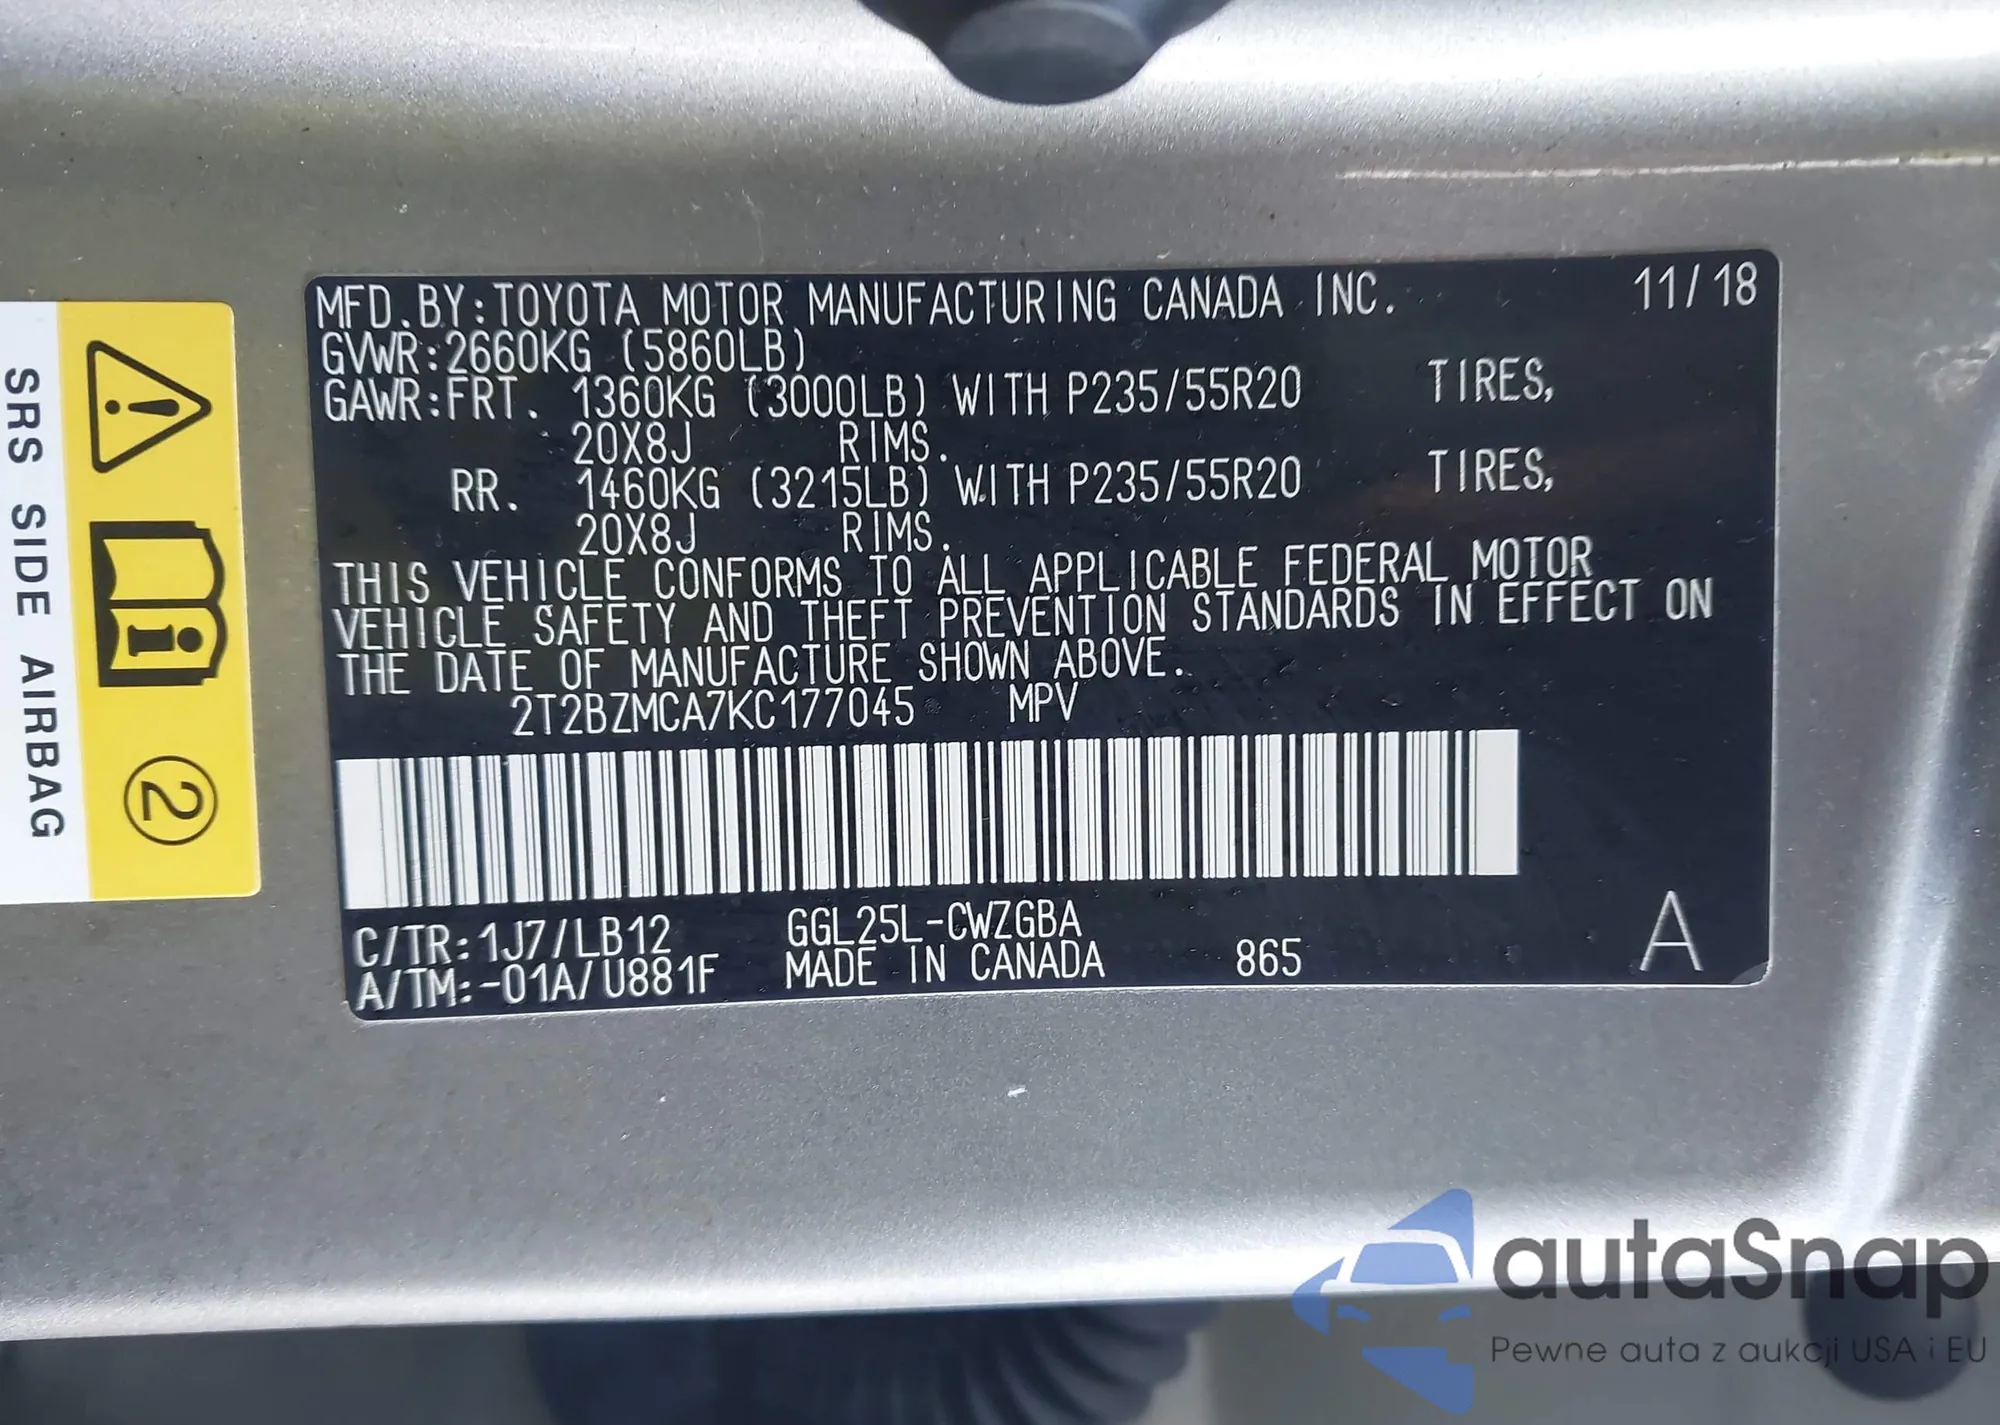 MFD.BY:TOYOTA MOTOR MANUFACTURING CANADA INC. 11/18
GVWR:2660KG (5860LB)
GAWR:FRT. 1360KG (3000LB) WITH P235/55R20 TIRES,
20X8J RIMS.
RR. 1460KG (3215LB) WITH P235/55R20 TIRES,
20X8J RIMS.
THIS VEHICLE CONFORMS TO ALL APPLICABLE FEDERAL MOTOR
VEHICLE SAFETY AND THEFT PREVENTION STANDARDS IN EFFECT ON
THE DATE OF MANUFACTURE SHOWN ABOVE.
2T2BZMCA7KC177045 MPV
C/TR:1J7/LB12 GGL25L-CWZGBA
A/TM:-01A/U881F MADE IN CANADA 865 A
SRS SIDE AIRBAG
2
autaSnap
Pewne auta z aukcji USA i EU